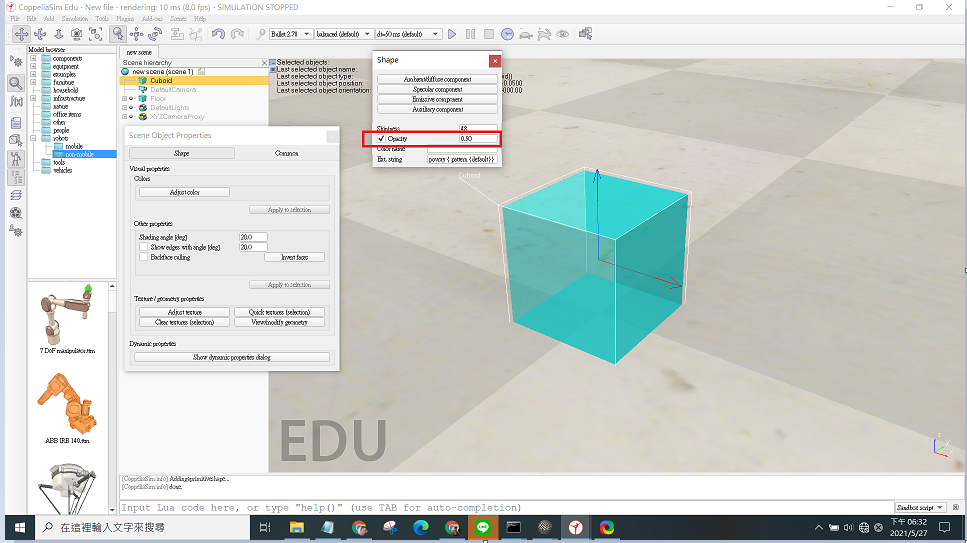 CoppeliaSim Edu - New file - rendering: 10 ms (8.0 fps) - SIMULATION STOPPED
File Edit Add Simulation Tools Plugins Add-ons Scenes Help
Bullet 2.78
balanced (default)
dt=50 ms (default)
Model browser
components
equipment
examples
furniture
household
infrastructure
nature
office items
other
people
robots
mobile
non-mobile
tools
vehicles
7 DoF manipulator.ttm
ABB IRB 140.ttm
new scene
Scene hierarchy
new scene (scene 1)
Cuboid
DefaultCamera
Floor
DefaultLights
XYZCameraProxy
Selected objects:
Last selected object name:
Last selected object type:
Last selected object position:
Last selected object orientation:
Shape
Ambient/diffuse component
Specular component
Emissive component
Auxiliary component
Shininess 48
Opacity 0.50
Color name
Ext. string povray { pattern {default}}
Scene Object Properties
Shape
Common
Visual properties
Colors
Adjust color
Apply to selection
Other properties
Shading angle [deg] 20.0
Show edges with angle [deg] 20.0
Backface culling
Invert faces
Apply to selection
Texture / geometry properties
Adjust texture
Quick textures (selection)
Clear textures (selection)
View/modify geometry
Dynamic properties
Show dynamic properties dialog
Cuboid
EDU
[CoppeliaSim:info] Adding a primitive shape...
[CoppeliaSim:info] done.
Input Lua code here, or type "help()" (use TAB for auto-completion)
Sandbox script
在這裡輸入文字來搜尋
下午 06:32
2021/5/27